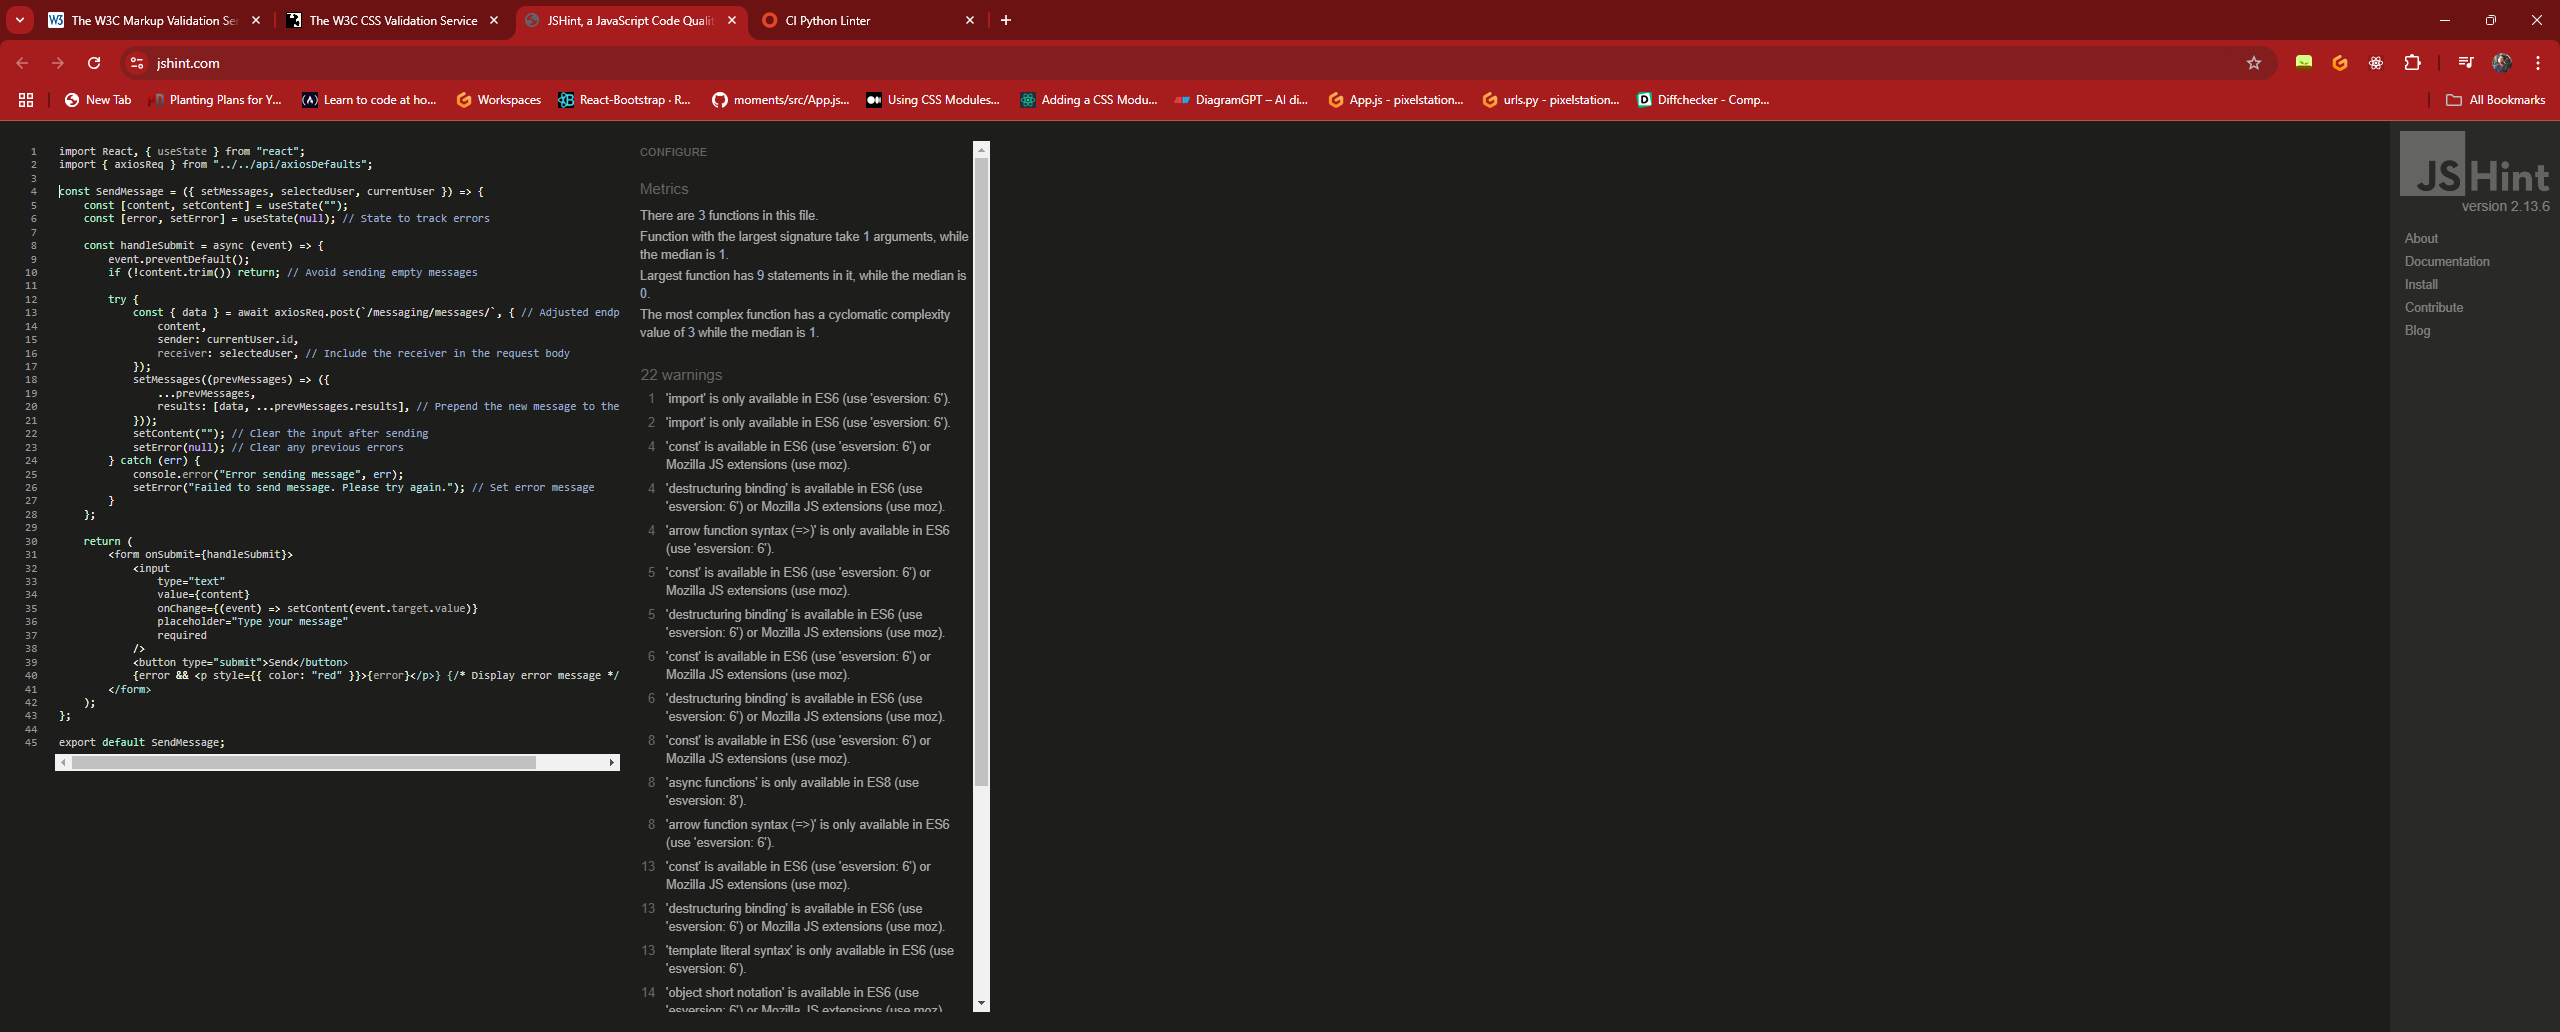 The W3C Markup Validation Ser
The W3C CSS Validation Service
JSHint, a JavaScript Code Qualit
CI Python Linter
jshint.com
New Tab
Planting Plans for Y...
Learn to code at ho...
Workspaces
React-Bootstrap · R...
moments/src/App.js...
Using CSS Modules...
Adding a CSS Modu...
DiagramGPT – AI di...
App.js - pixelstation...
urls.py - pixelstation...
Diffchecker - Comp...
All Bookmarks
1 import React, { useState } from "react";
2 import { axiosReq } from "../../api/axiosDefaults";
3
4 const SendMessage = ({ setMessages, selectedUser, currentUser }) => {
5 const [content, setContent] = useState("");
6 const [error, setError] = useState(null); // State to track errors
7
8 const handleSubmit = async (event) => {
9 event.preventDefault();
10 if (!content.trim()) return; // Avoid sending empty messages
11
12 try {
13 const { data } = await axiosReq.post(`/messaging/messages/`, { // Adjusted endp
14 content,
15 sender: currentUser.id,
16 receiver: selectedUser, // Include the receiver in the request body
17 });
18 setMessages((prevMessages) => ({
19 ...prevMessages,
20 results: [data, ...prevMessages.results], // Prepend the new message to the
21 }));
22 setContent(""); // Clear the input after sending
23 setError(null); // Clear any previous errors
24 } catch (err) {
25 console.error("Error sending message", err);
26 setError("Failed to send message. Please try again."); // Set error message
27 }
28 };
29
30 return (
31 <form onSubmit={handleSubmit}>
32 <input
33 type="text"
34 value={content}
35 onChange={(event) => setContent(event.target.value)}
36 placeholder="Type your message"
37 required
38 />
39 <button type="submit">Send</button>
40 {error && <p style={{ color: "red" }}>{error}</p>} {/* Display error message */
41 </form>
42 );
43 };
44
45 export default SendMessage;
CONFIGURE
Metrics
There are 3 functions in this file.
Function with the largest signature take 1 arguments, while
the median is 1.
Largest function has 9 statements in it, while the median is
0.
The most complex function has a cyclomatic complexity
value of 3 while the median is 1.
22 warnings
1 'import' is only available in ES6 (use 'esversion: 6').
2 'import' is only available in ES6 (use 'esversion: 6').
4 'const' is available in ES6 (use 'esversion: 6') or
Mozilla JS extensions (use moz).
4 'destructuring binding' is available in ES6 (use
'esversion: 6') or Mozilla JS extensions (use moz).
4 'arrow function syntax (=>)' is only available in ES6
(use 'esversion: 6').
5 'const' is available in ES6 (use 'esversion: 6') or
Mozilla JS extensions (use moz).
5 'destructuring binding' is available in ES6 (use
'esversion: 6') or Mozilla JS extensions (use moz).
6 'const' is available in ES6 (use 'esversion: 6') or
Mozilla JS extensions (use moz).
6 'destructuring binding' is available in ES6 (use
'esversion: 6') or Mozilla JS extensions (use moz).
8 'const' is available in ES6 (use 'esversion: 6') or
Mozilla JS extensions (use moz).
8 'async functions' is only available in ES8 (use
'esversion: 8').
8 'arrow function syntax (=>)' is only available in ES6
(use 'esversion: 6').
13 'const' is available in ES6 (use 'esversion: 6') or
Mozilla JS extensions (use moz).
13 'destructuring binding' is available in ES6 (use
'esversion: 6') or Mozilla JS extensions (use moz).
13 'template literal syntax' is only available in ES6 (use
'esversion: 6').
14 'object short notation' is available in ES6 (use
'esversion: 6') or Mozilla JS extensions (use moz).
JSHint
version 2.13.6
About
Documentation
Install
Contribute
Blog